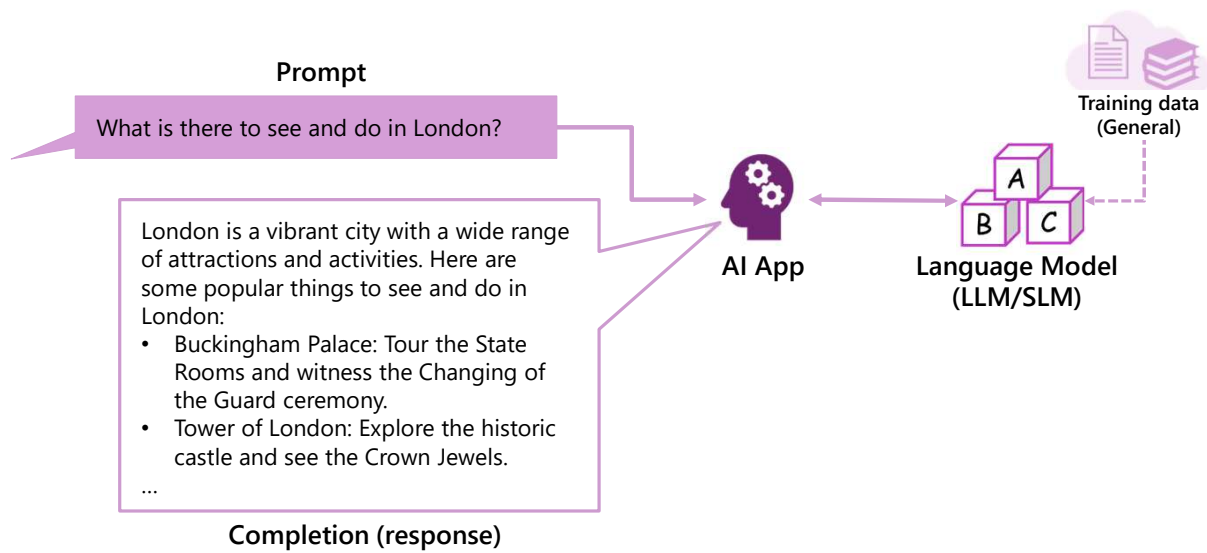 Prompt
What is there to see and do in London?
London is a vibrant city with a wide range
of attractions and activities. Here are
some popular things to see and do in
London:
• Buckingham Palace: Tour the State
Rooms and witness the Changing of
the Guard ceremony.
• Tower of London: Explore the historic
castle and see the Crown Jewels.
...
Completion (response)
AI App
A
B C
Language Model
(LLM/SLM)
Training data
(General)